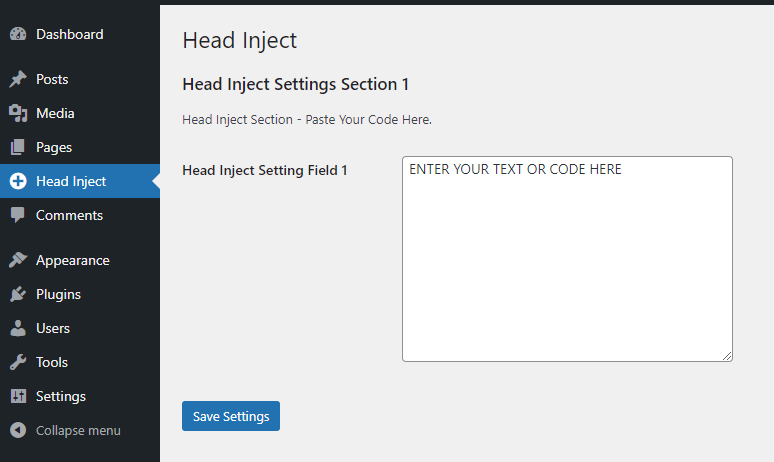 Dashboard
Posts
Media
Pages
Head Inject
Comments
Appearance
Plugins
Users
Tools
Settings
Collapse menu
Head Inject
Head Inject Settings Section 1
Head Inject Section - Paste Your Code Here.
Head Inject Setting Field 1
ENTER YOUR TEXT OR CODE HERE
Save Settings